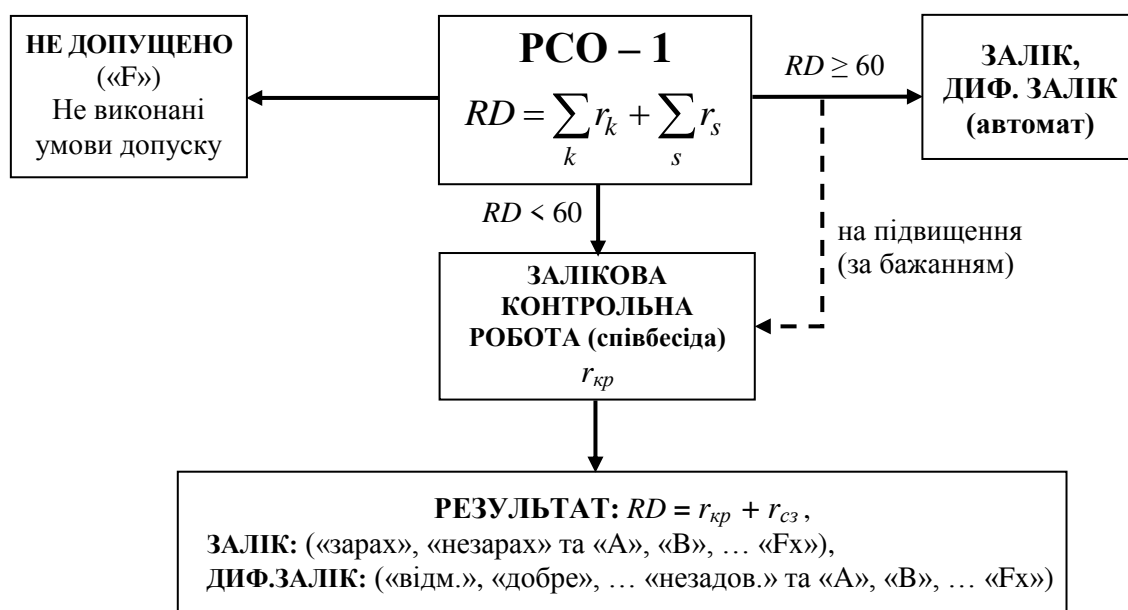 НЕ ДОПУЩЕНО
(«F»)
Не виконані
умови допуску
РСО – 1
RD = ∑ r_k + ∑ r_s
k s
RD ≥ 60
ЗАЛІК,
ДИФ. ЗАЛІК
(автомат)
RD < 60
на підвищення
(за бажанням)
ЗАЛІКОВА
КОНТРОЛЬНА
РОБОТА (співбесіда)
r_кр
РЕЗУЛЬТАТ: RD = r_кр + r_сз ,
ЗАЛІК: («зарах», «незарах» та «А», «В», … «Fx»),
ДИФ.ЗАЛІК: («відм.», «добре», … «незадов.» та «А», «В», … «Fx»)